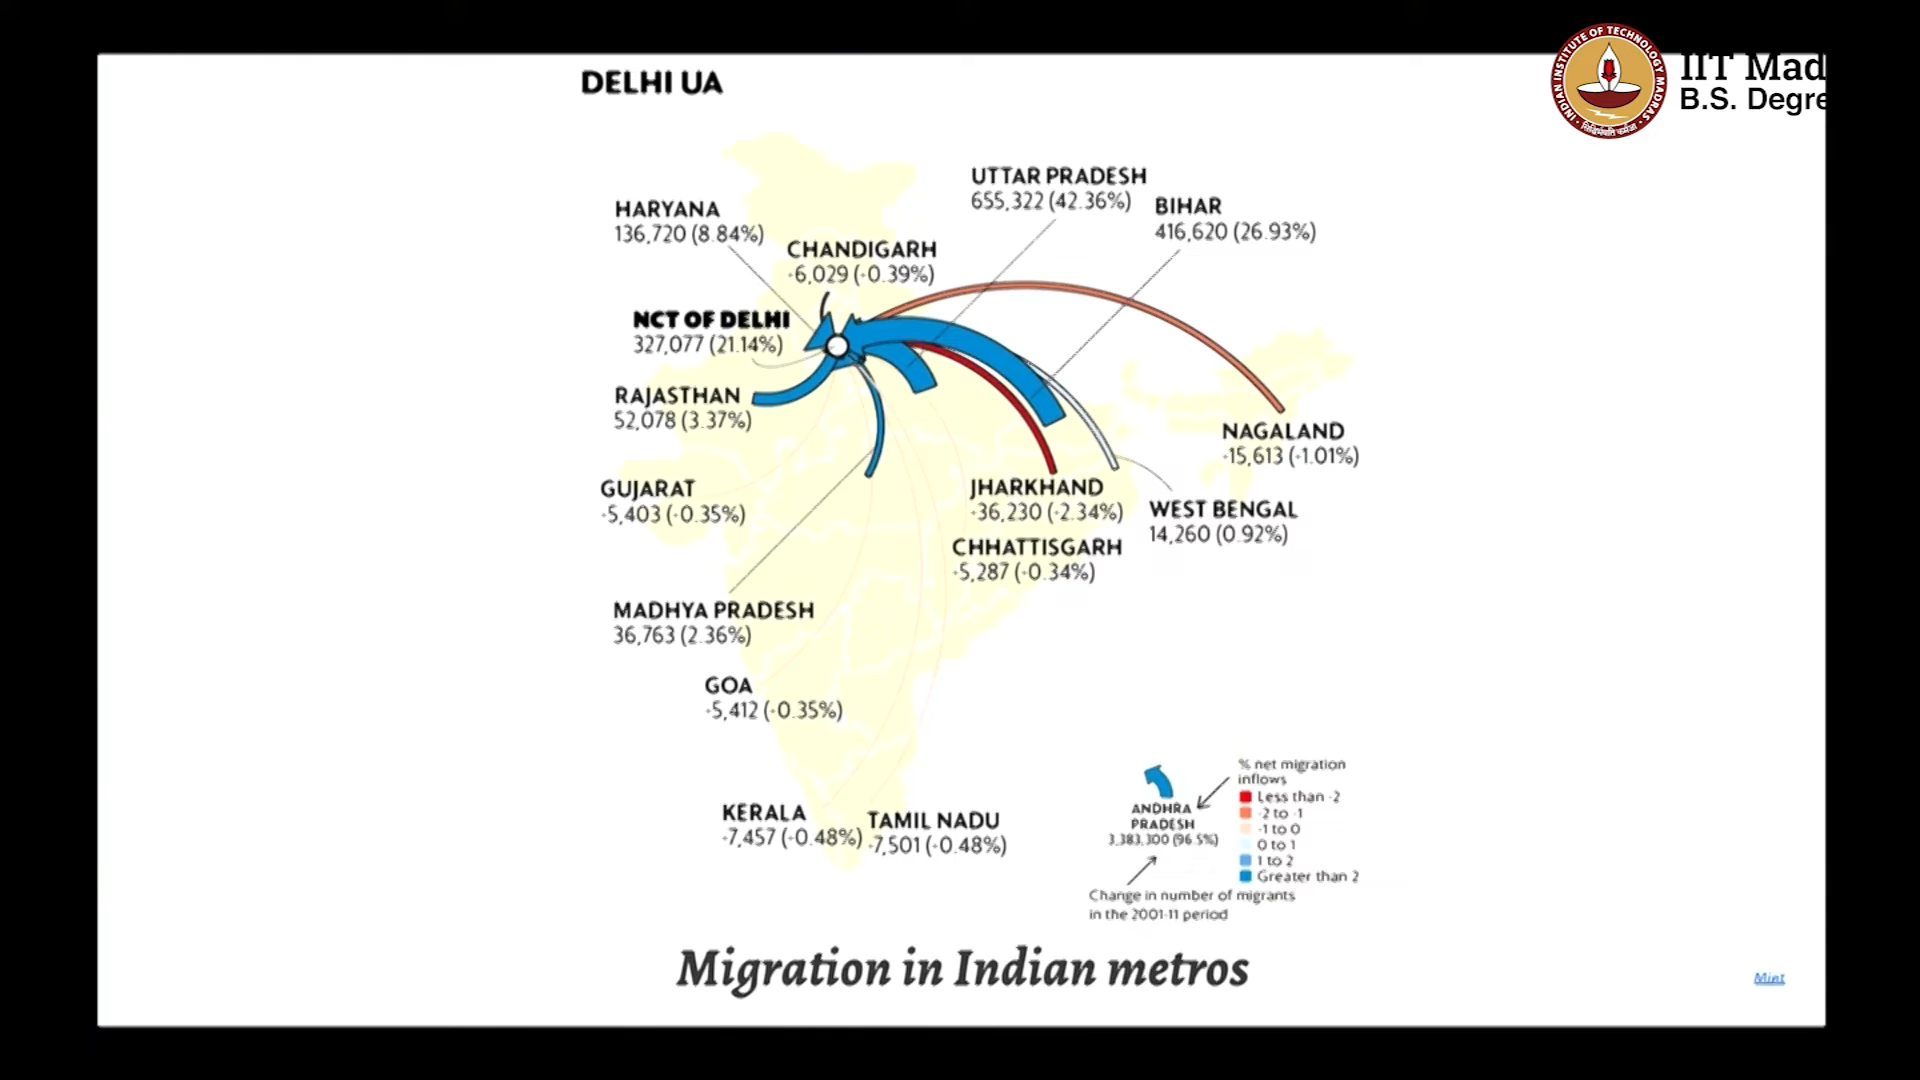 IIT Mad
B.S. Degre
INDIAN INSTITUTE OF TECHNOLOGY MADRAS
DELHI UA
UTTAR PRADESH
655,322 (42.36%)
HARYANA
136,720 (8.84%)
BIHAR
416,620 (26.93%)
CHANDIGARH
-6,029 (-0.39%)
NCT OF DELHI
327,077 (21.14%)
RAJASTHAN
52,078 (3.37%)
NAGALAND
-15,613 (-1.01%)
GUJARAT
-5,403 (-0.35%)
JHARKHAND
-36,230 (-2.34%)
WEST BENGAL
14,260 (0.92%)
CHHATTISGARH
-5,287 (-0.34%)
MADHYA PRADESH
36,763 (2.36%)
GOA
-5,412 (-0.35%)
KERALA
-7,457 (-0.48%)
TAMIL NADU
-7,501 (-0.48%)
% net migration
inflows
Less than -2
-2 to -1
-1 to 0
0 to 1
1 to 2
Greater than 2
ANDHRA
PRADESH
3,383,300 (96.5%)
Change in number of migrants
in the 2001-11 period
Migration in Indian metros
Mint